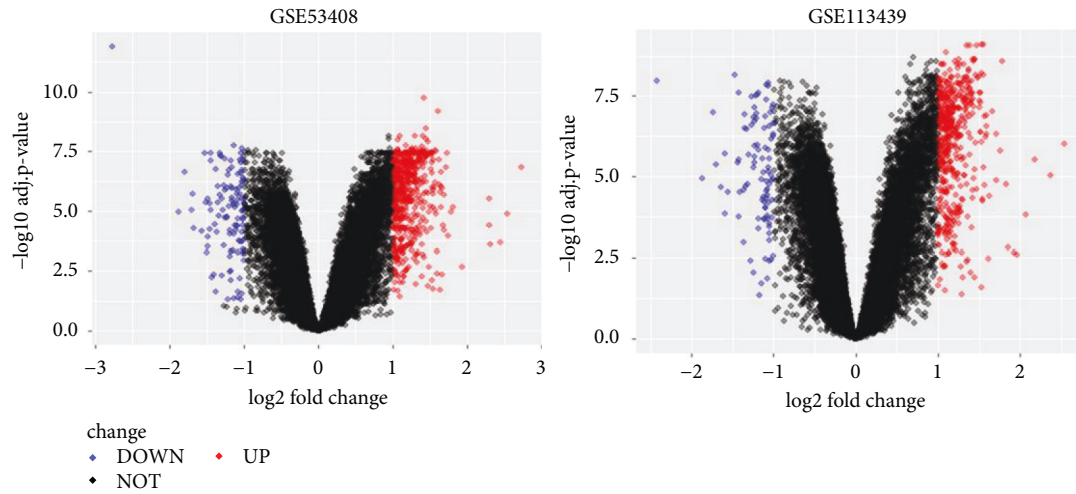 GSE53408
−log10 adj.p-value
10.0
7.5
5.0
2.5
0.0
−3 −2 −1 0 1 2 3
log2 fold change
GSE113439
−log10 adj.p-value
7.5
5.0
2.5
0.0
−2 −1 0 1 2
log2 fold change
change
DOWN UP
NOT